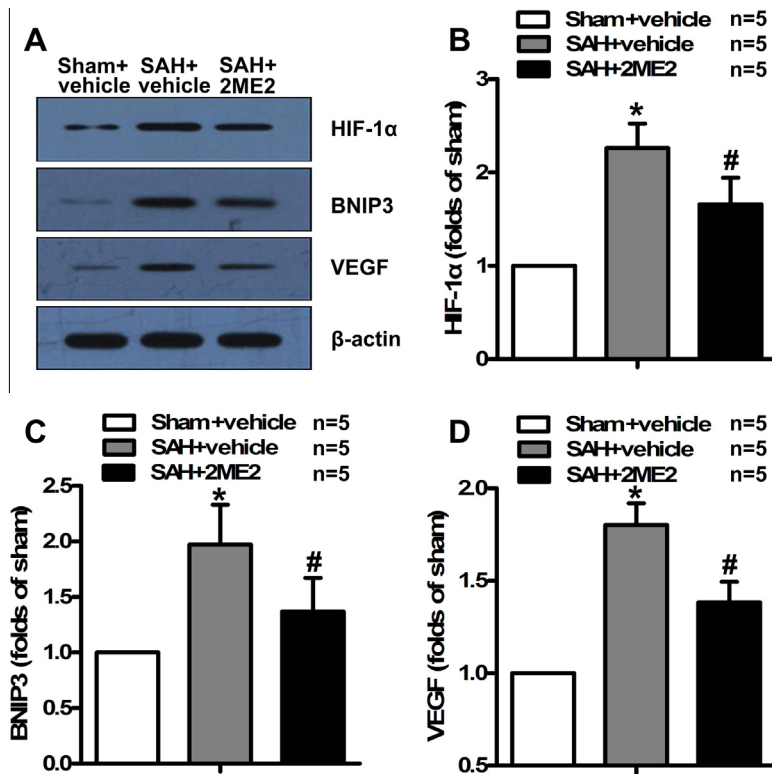 A
Sham+ SAH+ SAH+
vehicle vehicle 2ME2
HIF-1α
BNIP3
VEGF
β-actin
B
Sham+vehicle n=5
SAH+vehicle n=5
SAH+2ME2 n=5
HIF-1α (folds of sham)
3
2
1
0
*
#
C
Sham+vehicle n=5
SAH+vehicle n=5
SAH+2ME2 n=5
BNIP3 (folds of sham)
2.5
2.0
1.5
1.0
0.5
0.0
*
#
D
Sham+vehicle n=5
SAH+vehicle n=5
SAH+2ME2 n=5
VEGF (folds of sham)
2.0
1.5
1.0
0.5
*
#